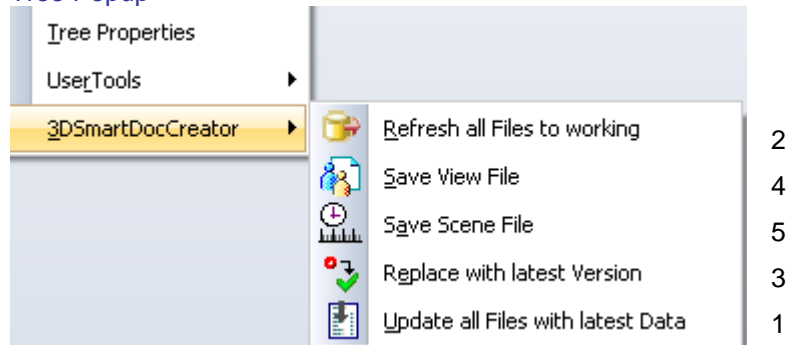 Tree Properties
UserTools
3DSmartDocCreator
Refresh all Files to working 2
Save View File 4
Save Scene File 5
Replace with latest Version 3
Update all Files with latest Data 1